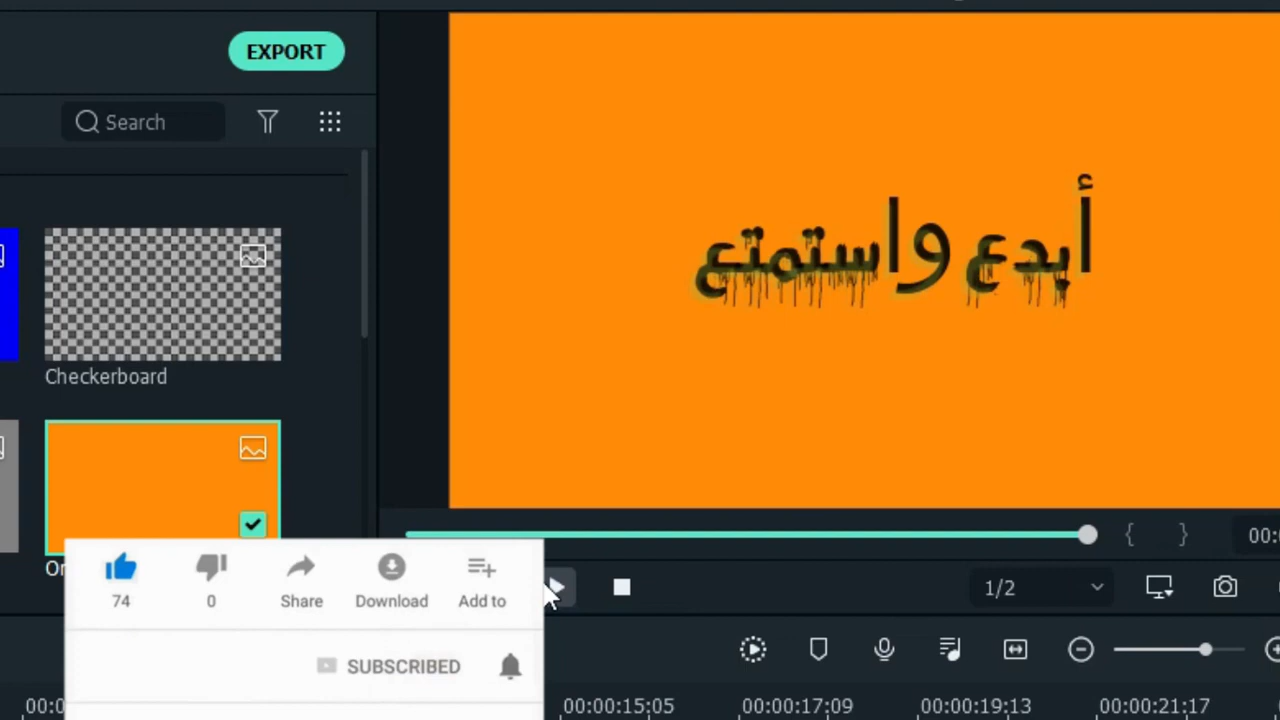 EXPORT
Search
أبدع واستمتع
Checkerboard
74
0
Share
Download
Add to
1/2
SUBSCRIBED
00:00:15;05
00:00:17;09
00:00:19;13
00:00:21;17